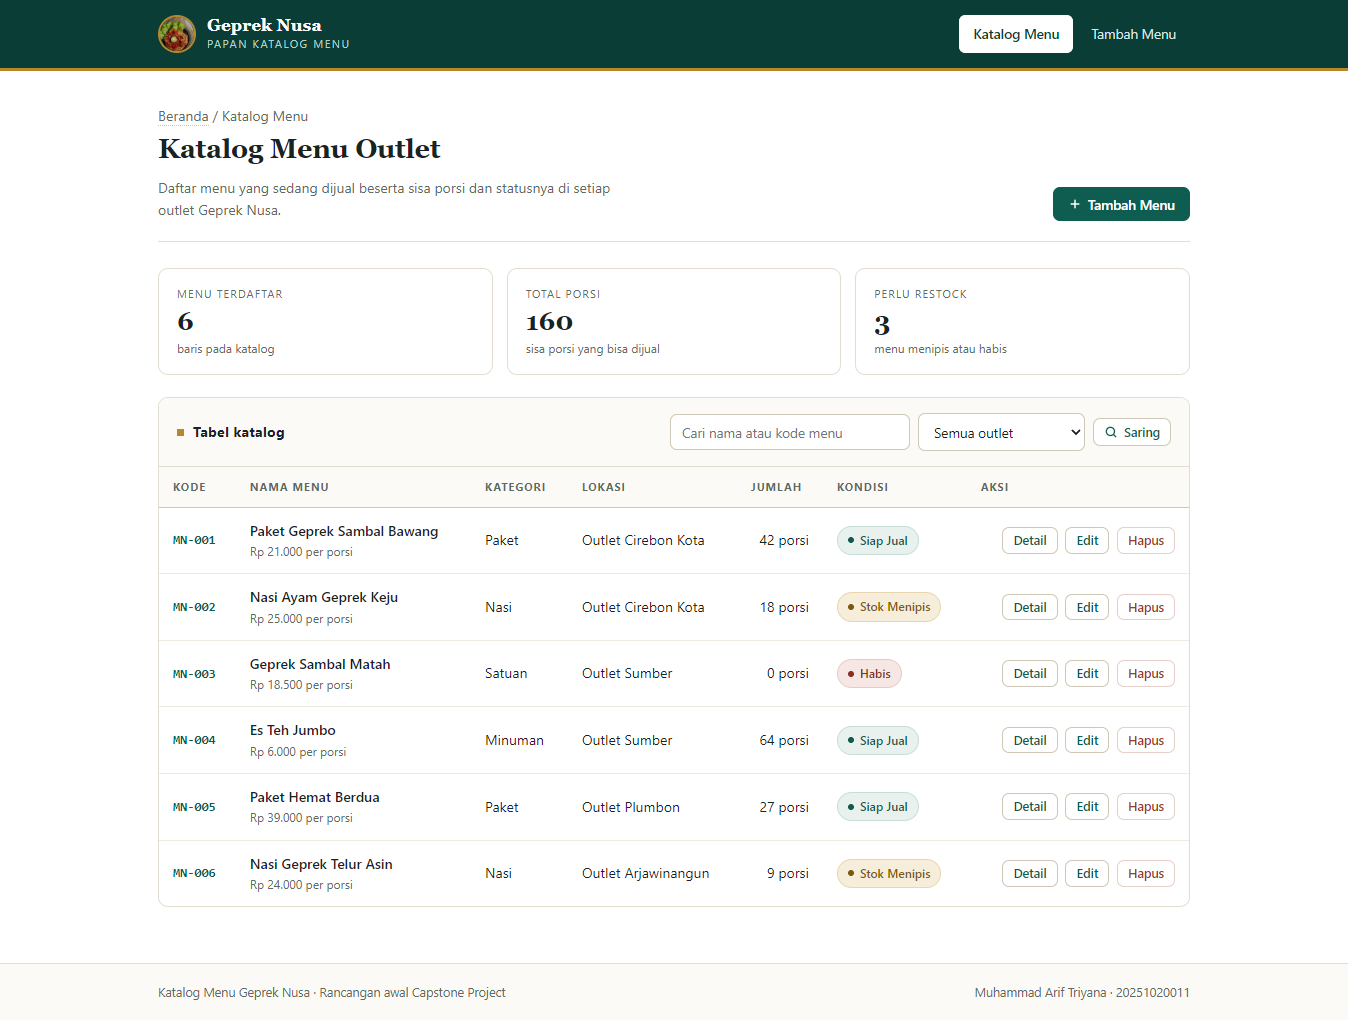 Geprek Nusa
PAPAN KATALOG MENU
Katalog Menu
Tambah Menu
Beranda / Katalog Menu
Katalog Menu Outlet
Daftar menu yang sedang dijual beserta sisa porsi dan statusnya di setiap
outlet Geprek Nusa.
+ Tambah Menu
MENU TERDAFTAR
6
baris pada katalog
TOTAL PORSI
160
sisa porsi yang bisa dijual
PERLU RESTOCK
3
menu menipis atau habis
Tabel katalog
Cari nama atau kode menu
Semua outlet
Saring
KODE NAMA MENU KATEGORI LOKASI JUMLAH KONDISI AKSI
MN-001 Paket Geprek Sambal Bawang Paket Outlet Cirebon Kota 42 porsi Siap Jual Detail Edit Hapus
Rp 21.000 per porsi
MN-002 Nasi Ayam Geprek Keju Nasi Outlet Cirebon Kota 18 porsi Stok Menipis Detail Edit Hapus
Rp 25.000 per porsi
MN-003 Geprek Sambal Matah Satuan Outlet Sumber 0 porsi Habis Detail Edit Hapus
Rp 18.500 per porsi
MN-004 Es Teh Jumbo Minuman Outlet Sumber 64 porsi Siap Jual Detail Edit Hapus
Rp 6.000 per porsi
MN-005 Paket Hemat Berdua Paket Outlet Plumbon 27 porsi Siap Jual Detail Edit Hapus
Rp 39.000 per porsi
MN-006 Nasi Geprek Telur Asin Nasi Outlet Arjawinangun 9 porsi Stok Menipis Detail Edit Hapus
Rp 24.000 per porsi
Katalog Menu Geprek Nusa · Rancangan awal Capstone Project
Muhammad Arif Triyana · 20251020011